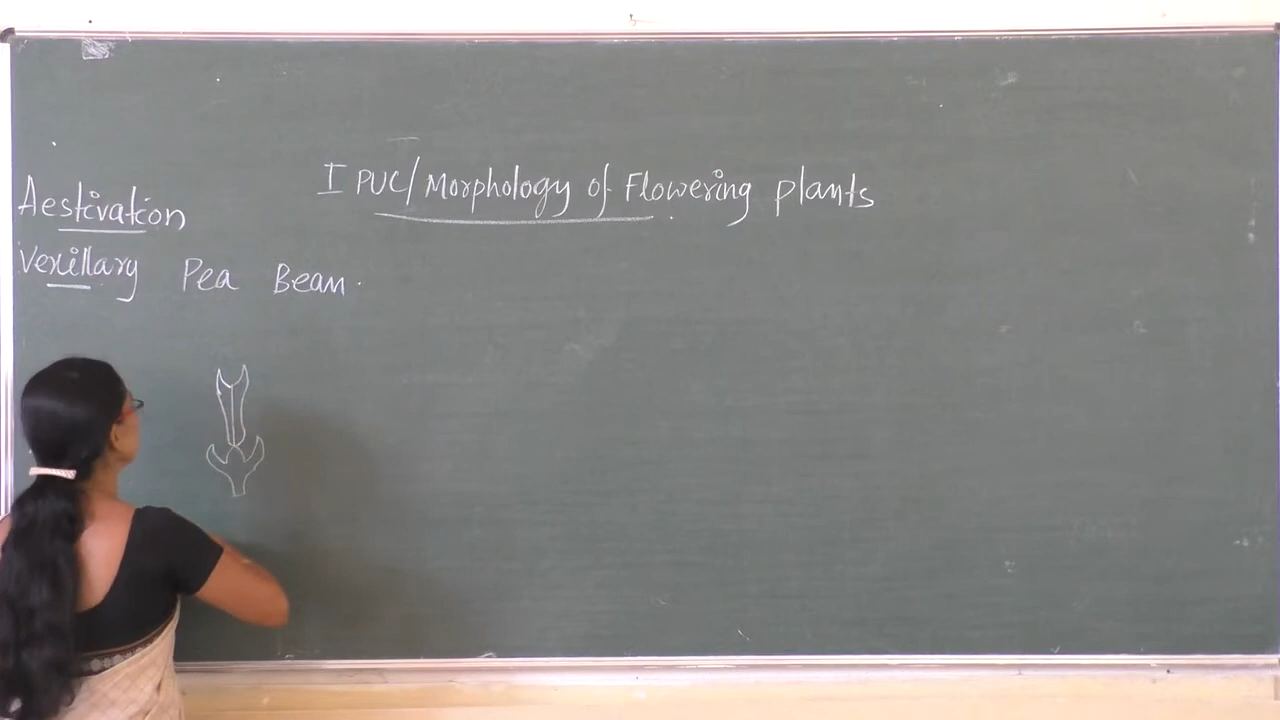 I PUC/Morphology of Flowering plants
Aestivation
Vexillary Pea Bean.